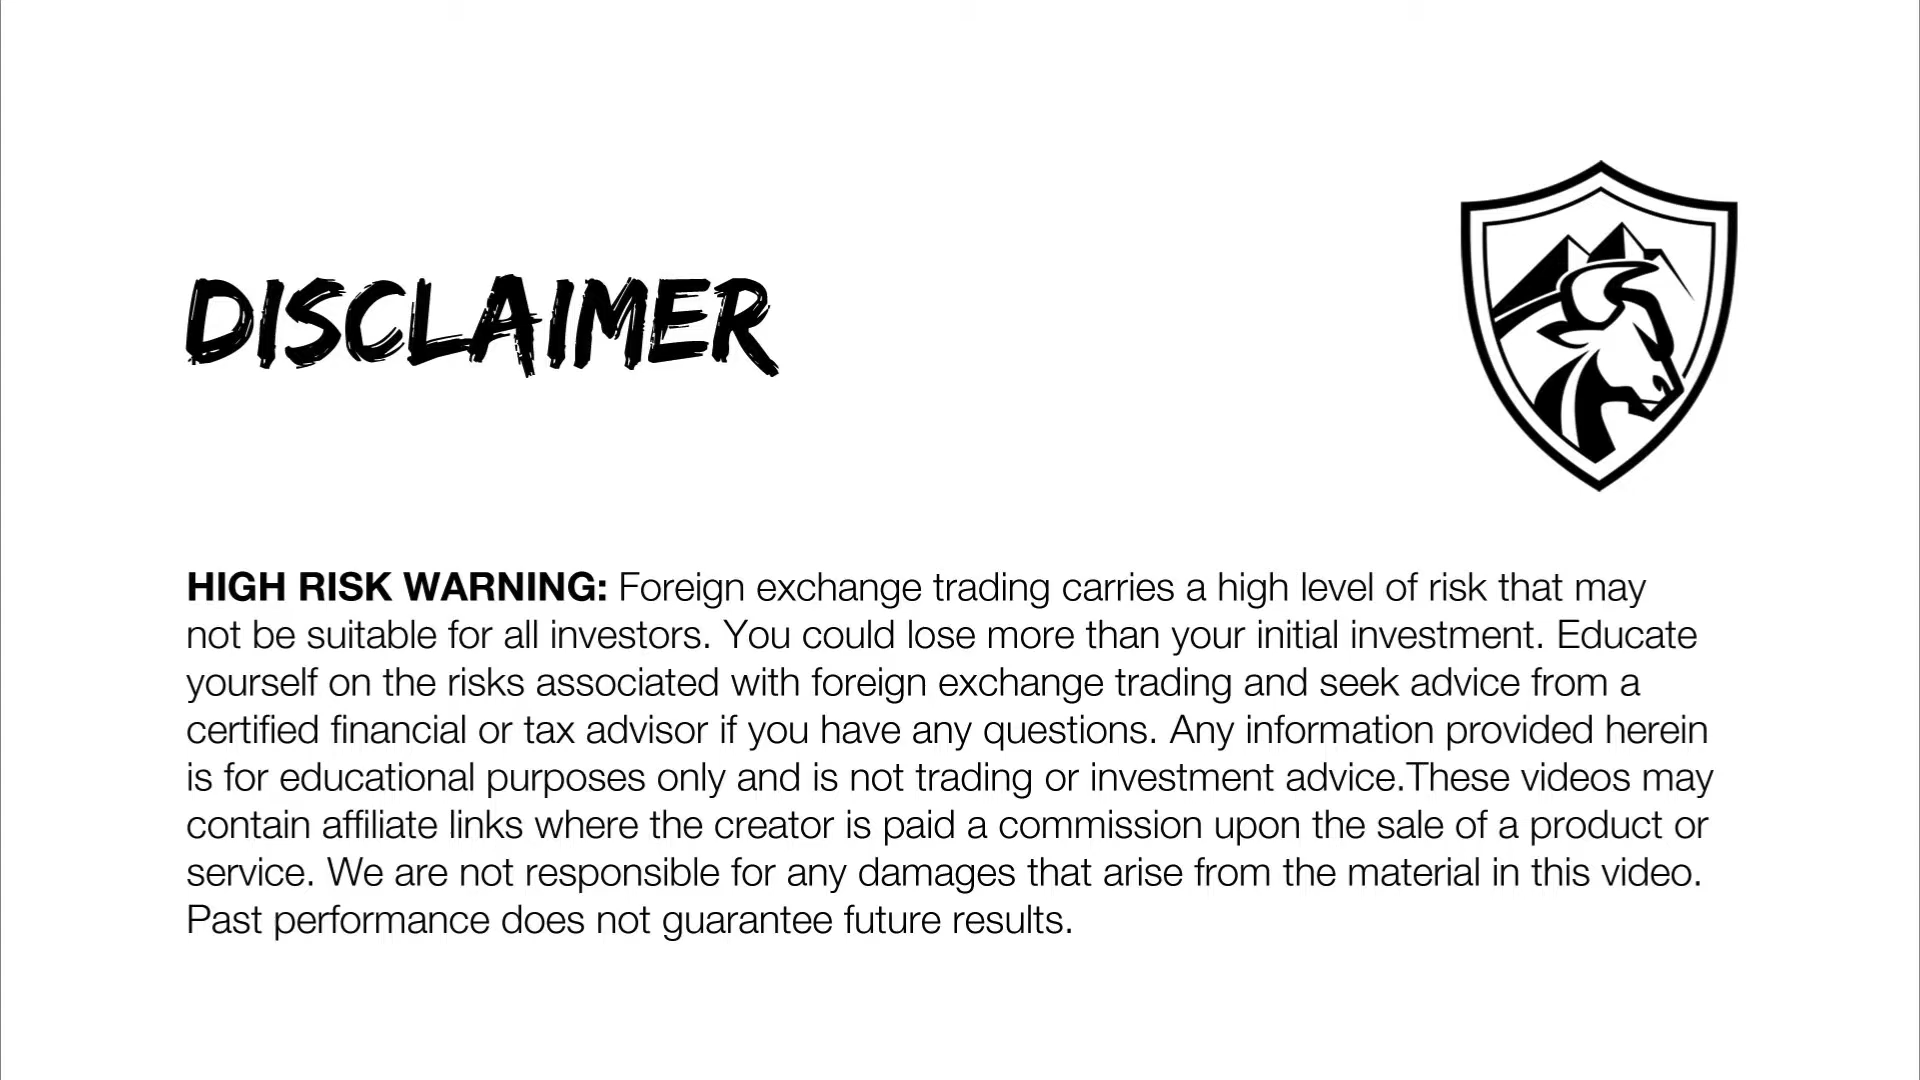 DISCLAIMER
HIGH RISK WARNING: Foreign exchange trading carries a high level of risk that may
not be suitable for all investors. You could lose more than your initial investment. Educate
yourself on the risks associated with foreign exchange trading and seek advice from a
certified financial or tax advisor if you have any questions. Any information provided herein
is for educational purposes only and is not trading or investment advice.These videos may
contain affiliate links where the creator is paid a commission upon the sale of a product or
service. We are not responsible for any damages that arise from the material in this video.
Past performance does not guarantee future results.